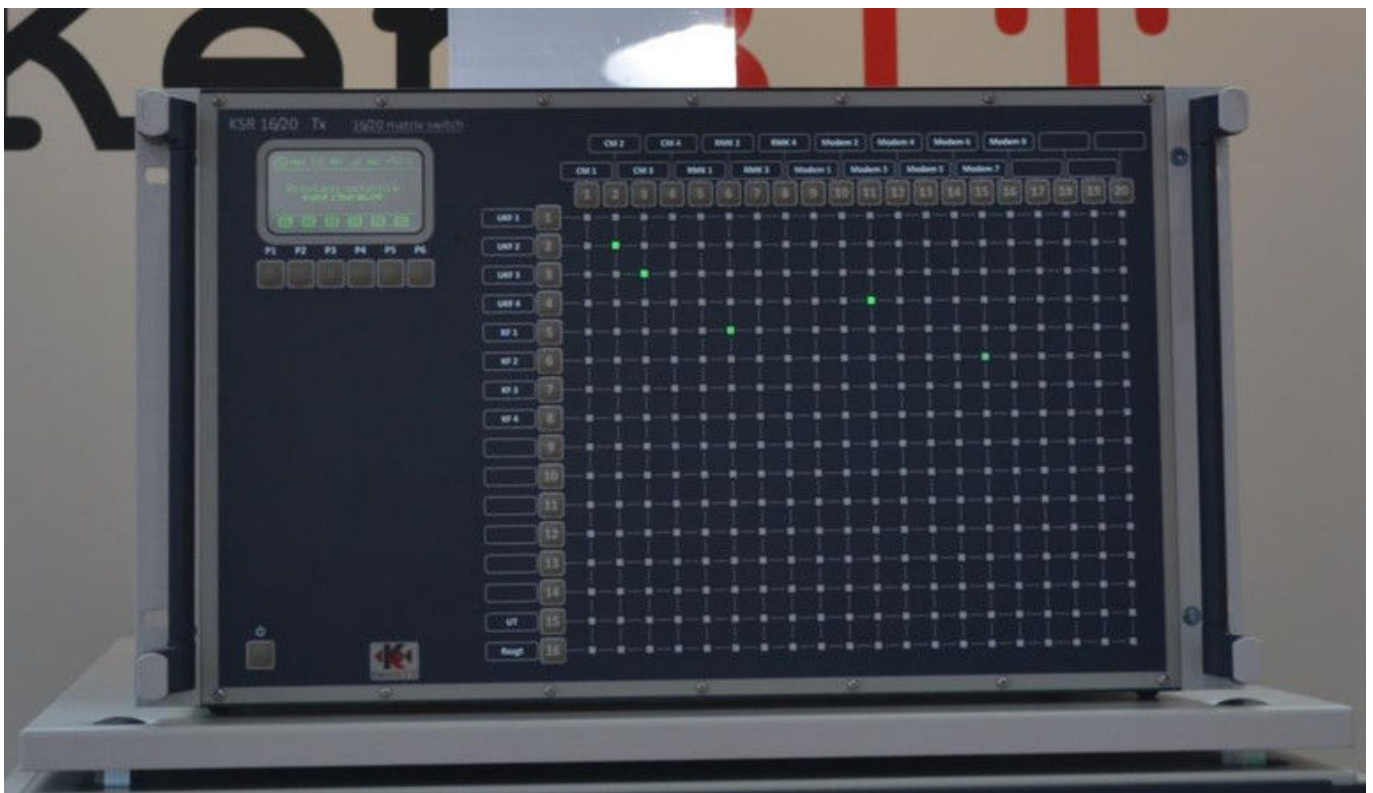 Ker BIT
KSR 16/20 Tx 16/20 matrix switch
CM 2 CM 4 RMK 2 RMK 4 Modem 2 Modem 4 Modem 6 Modem 8
CM 1 CM 3 RMK 1 RMK 3 Modem 1 Modem 3 Modem 5 Modem 7
1 2 3 4 5 6 7 8 9 10 11 12 13 14 15 16 17 18 19 20
P1 P2 P3 P4 P5 P6
UKF 1 1
UKF 2 2
UKF 3 3
UKF 4 4
KF 1 5
KF 2 6
KF 3 7
KF 4 8
9
10
11
12
13
14
UT 15
16